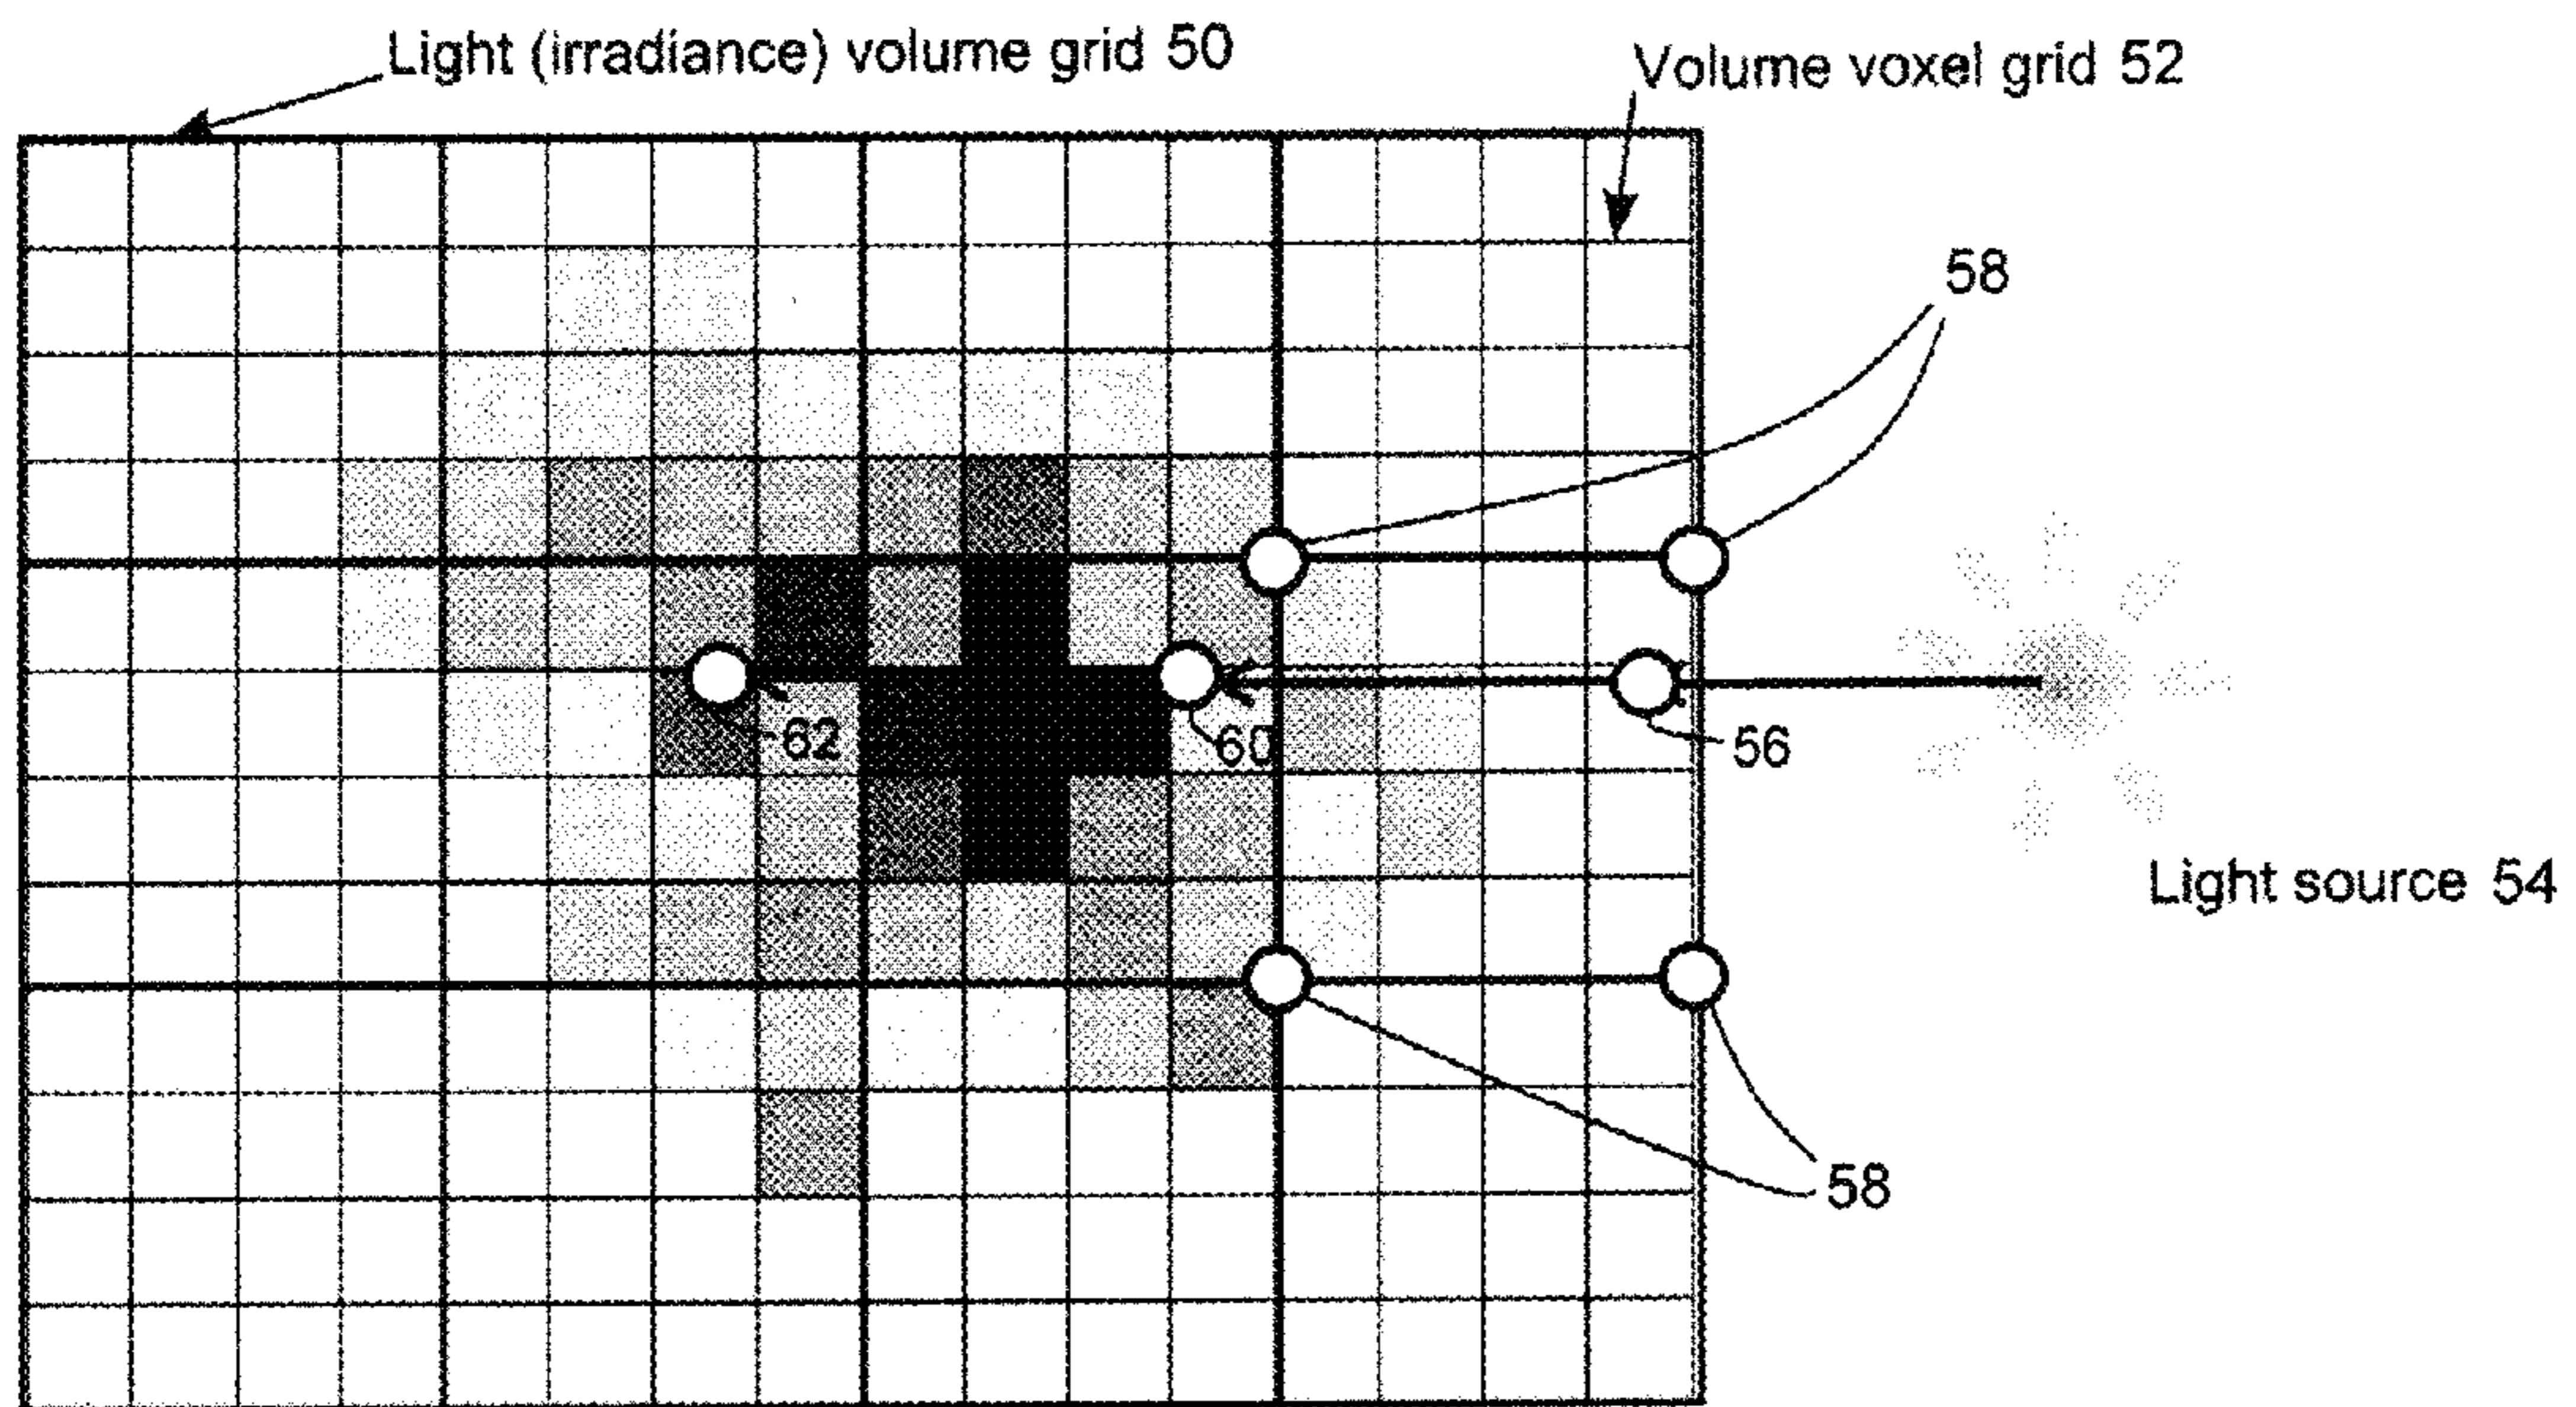 Light (irradiance) volume grid 50
Volume voxel grid 52
58
62
60
56
Light source 54
58